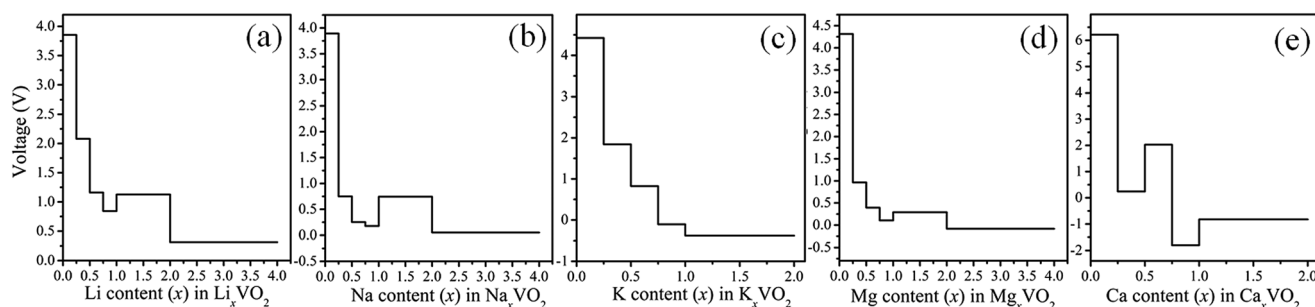 (a)
Voltage (V)
4.0
3.5
3.0
2.5
2.0
1.5
1.0
0.5
0.0
0.0 0.5 1.0 1.5 2.0 2.5 3.0 3.5 4.0
Li content (x) in LiₓVO₂
(b)
4.0
3.5
3.0
2.5
2.0
1.5
1.0
0.5
0.0
-0.5
0.0 0.5 1.0 1.5 2.0 2.5 3.0 3.5 4.0
Na content (x) in NaₓVO₂
(c)
4
3
2
1
0
-1
0.0 0.5 1.0 1.5 2.0
K content (x) in KₓVO₂
(d)
4.5
4.0
3.5
3.0
2.5
2.0
1.5
1.0
0.5
0.0
-0.5
0.0 0.5 1.0 1.5 2.0 2.5 3.0 3.5 4.0
Mg content (x) in MgₓVO₂
(e)
6
5
4
3
2
1
0
-1
-2
0.0 0.5 1.0 1.5 2.0
Ca content (x) in CaₓVO₂